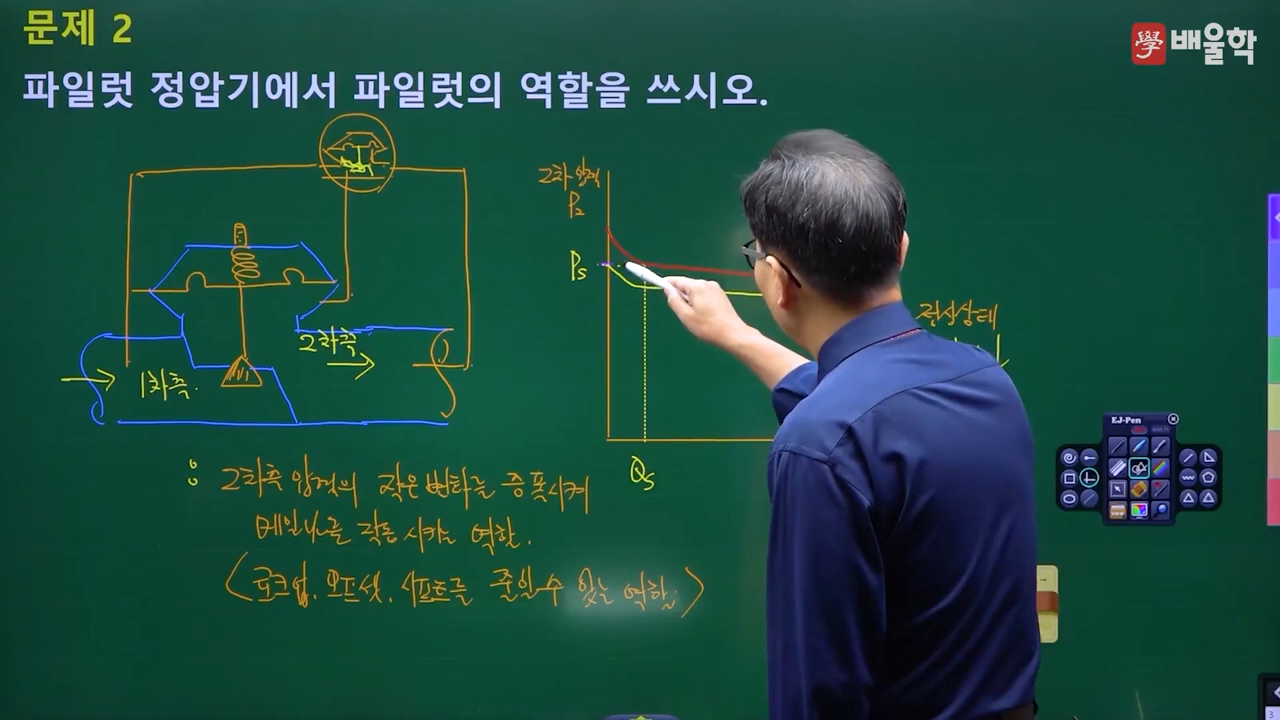 문제 2
學 배울학
파일럿 정압기에서 파일럿의 역할을 쓰시오.
2차압력
P₂
Ps
정상상태
2차측
1차측.
EJ-Pen
Qs
: 2차측 압력의 작은 변화를 증폭시켜
메인밸브를 작동시키는 역할.
(로크업, 오프셋, 시프트를 줄일수 있는 역할.)